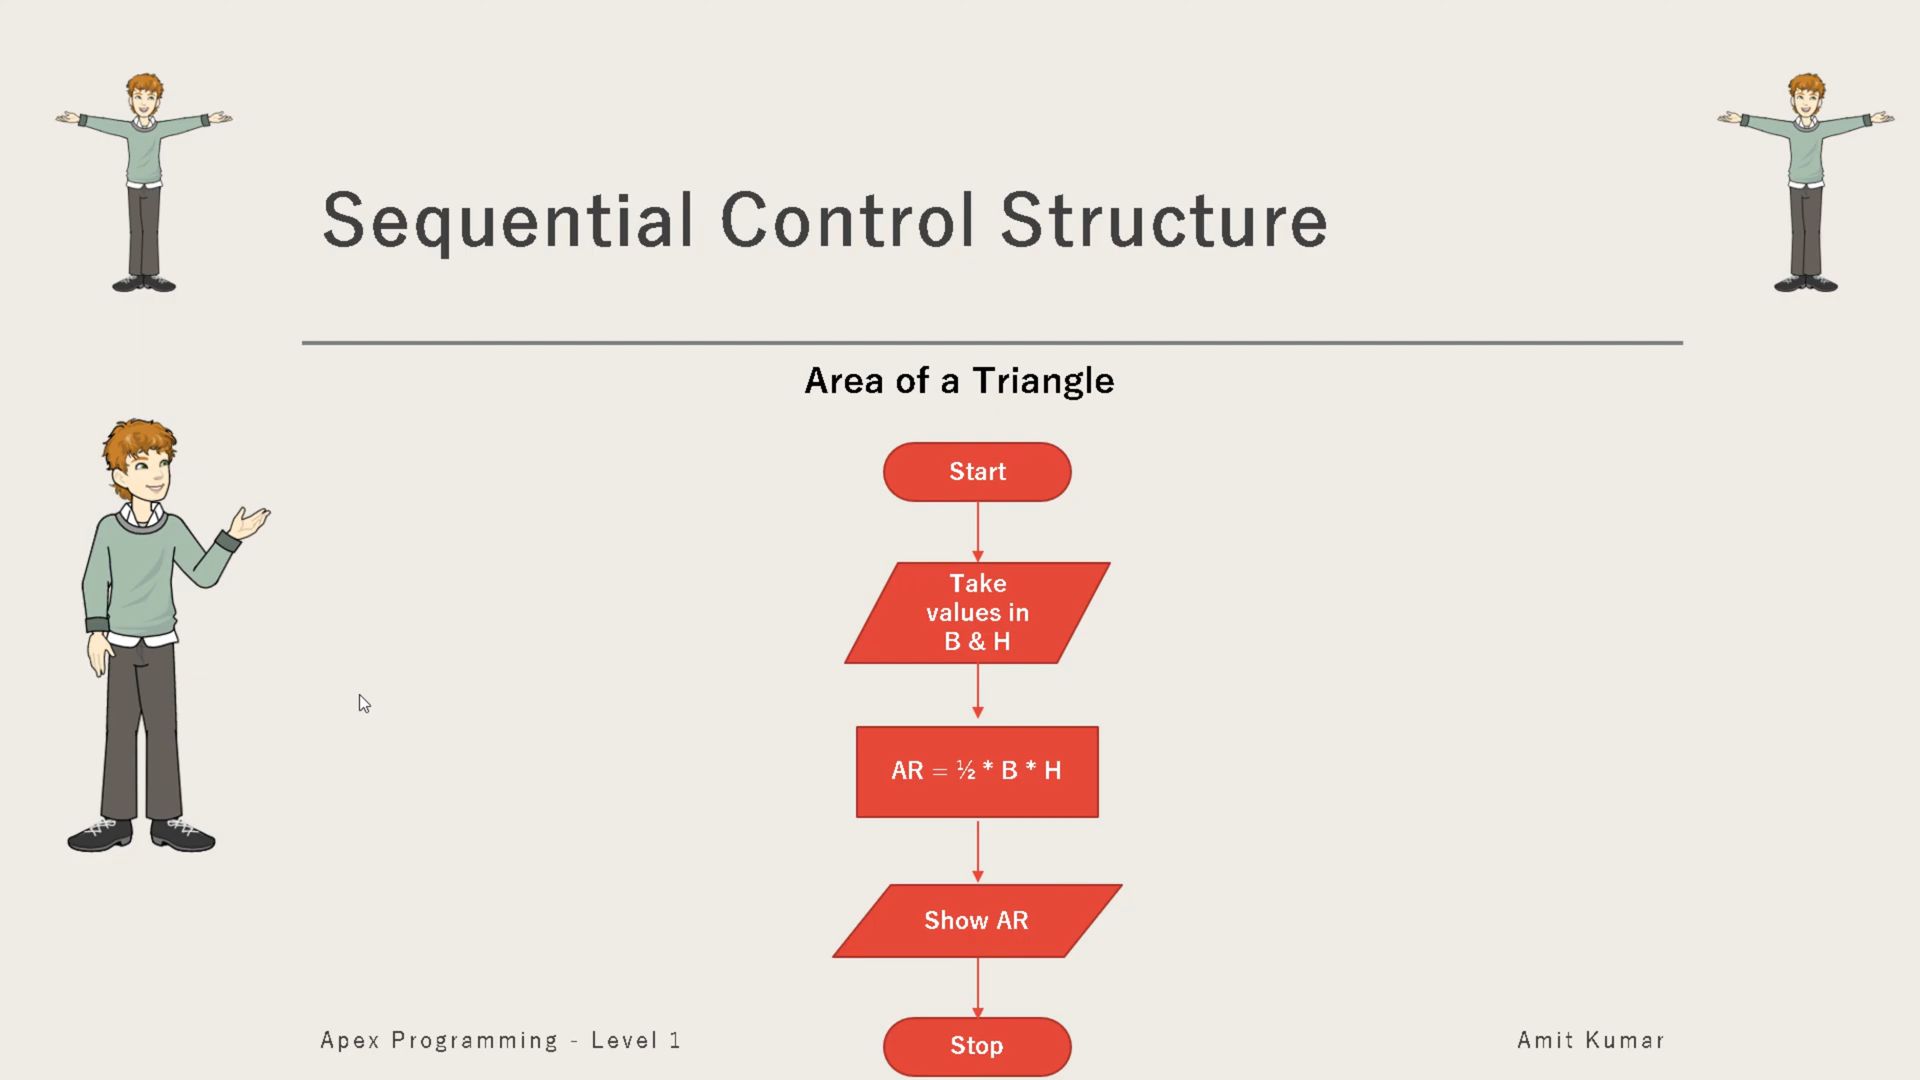 Sequential Control Structure
Area of a Triangle
Start
Take
values in
B & H
AR = ½ * B * H
Show AR
Stop
Apex Programming - Level 1
Amit Kumar